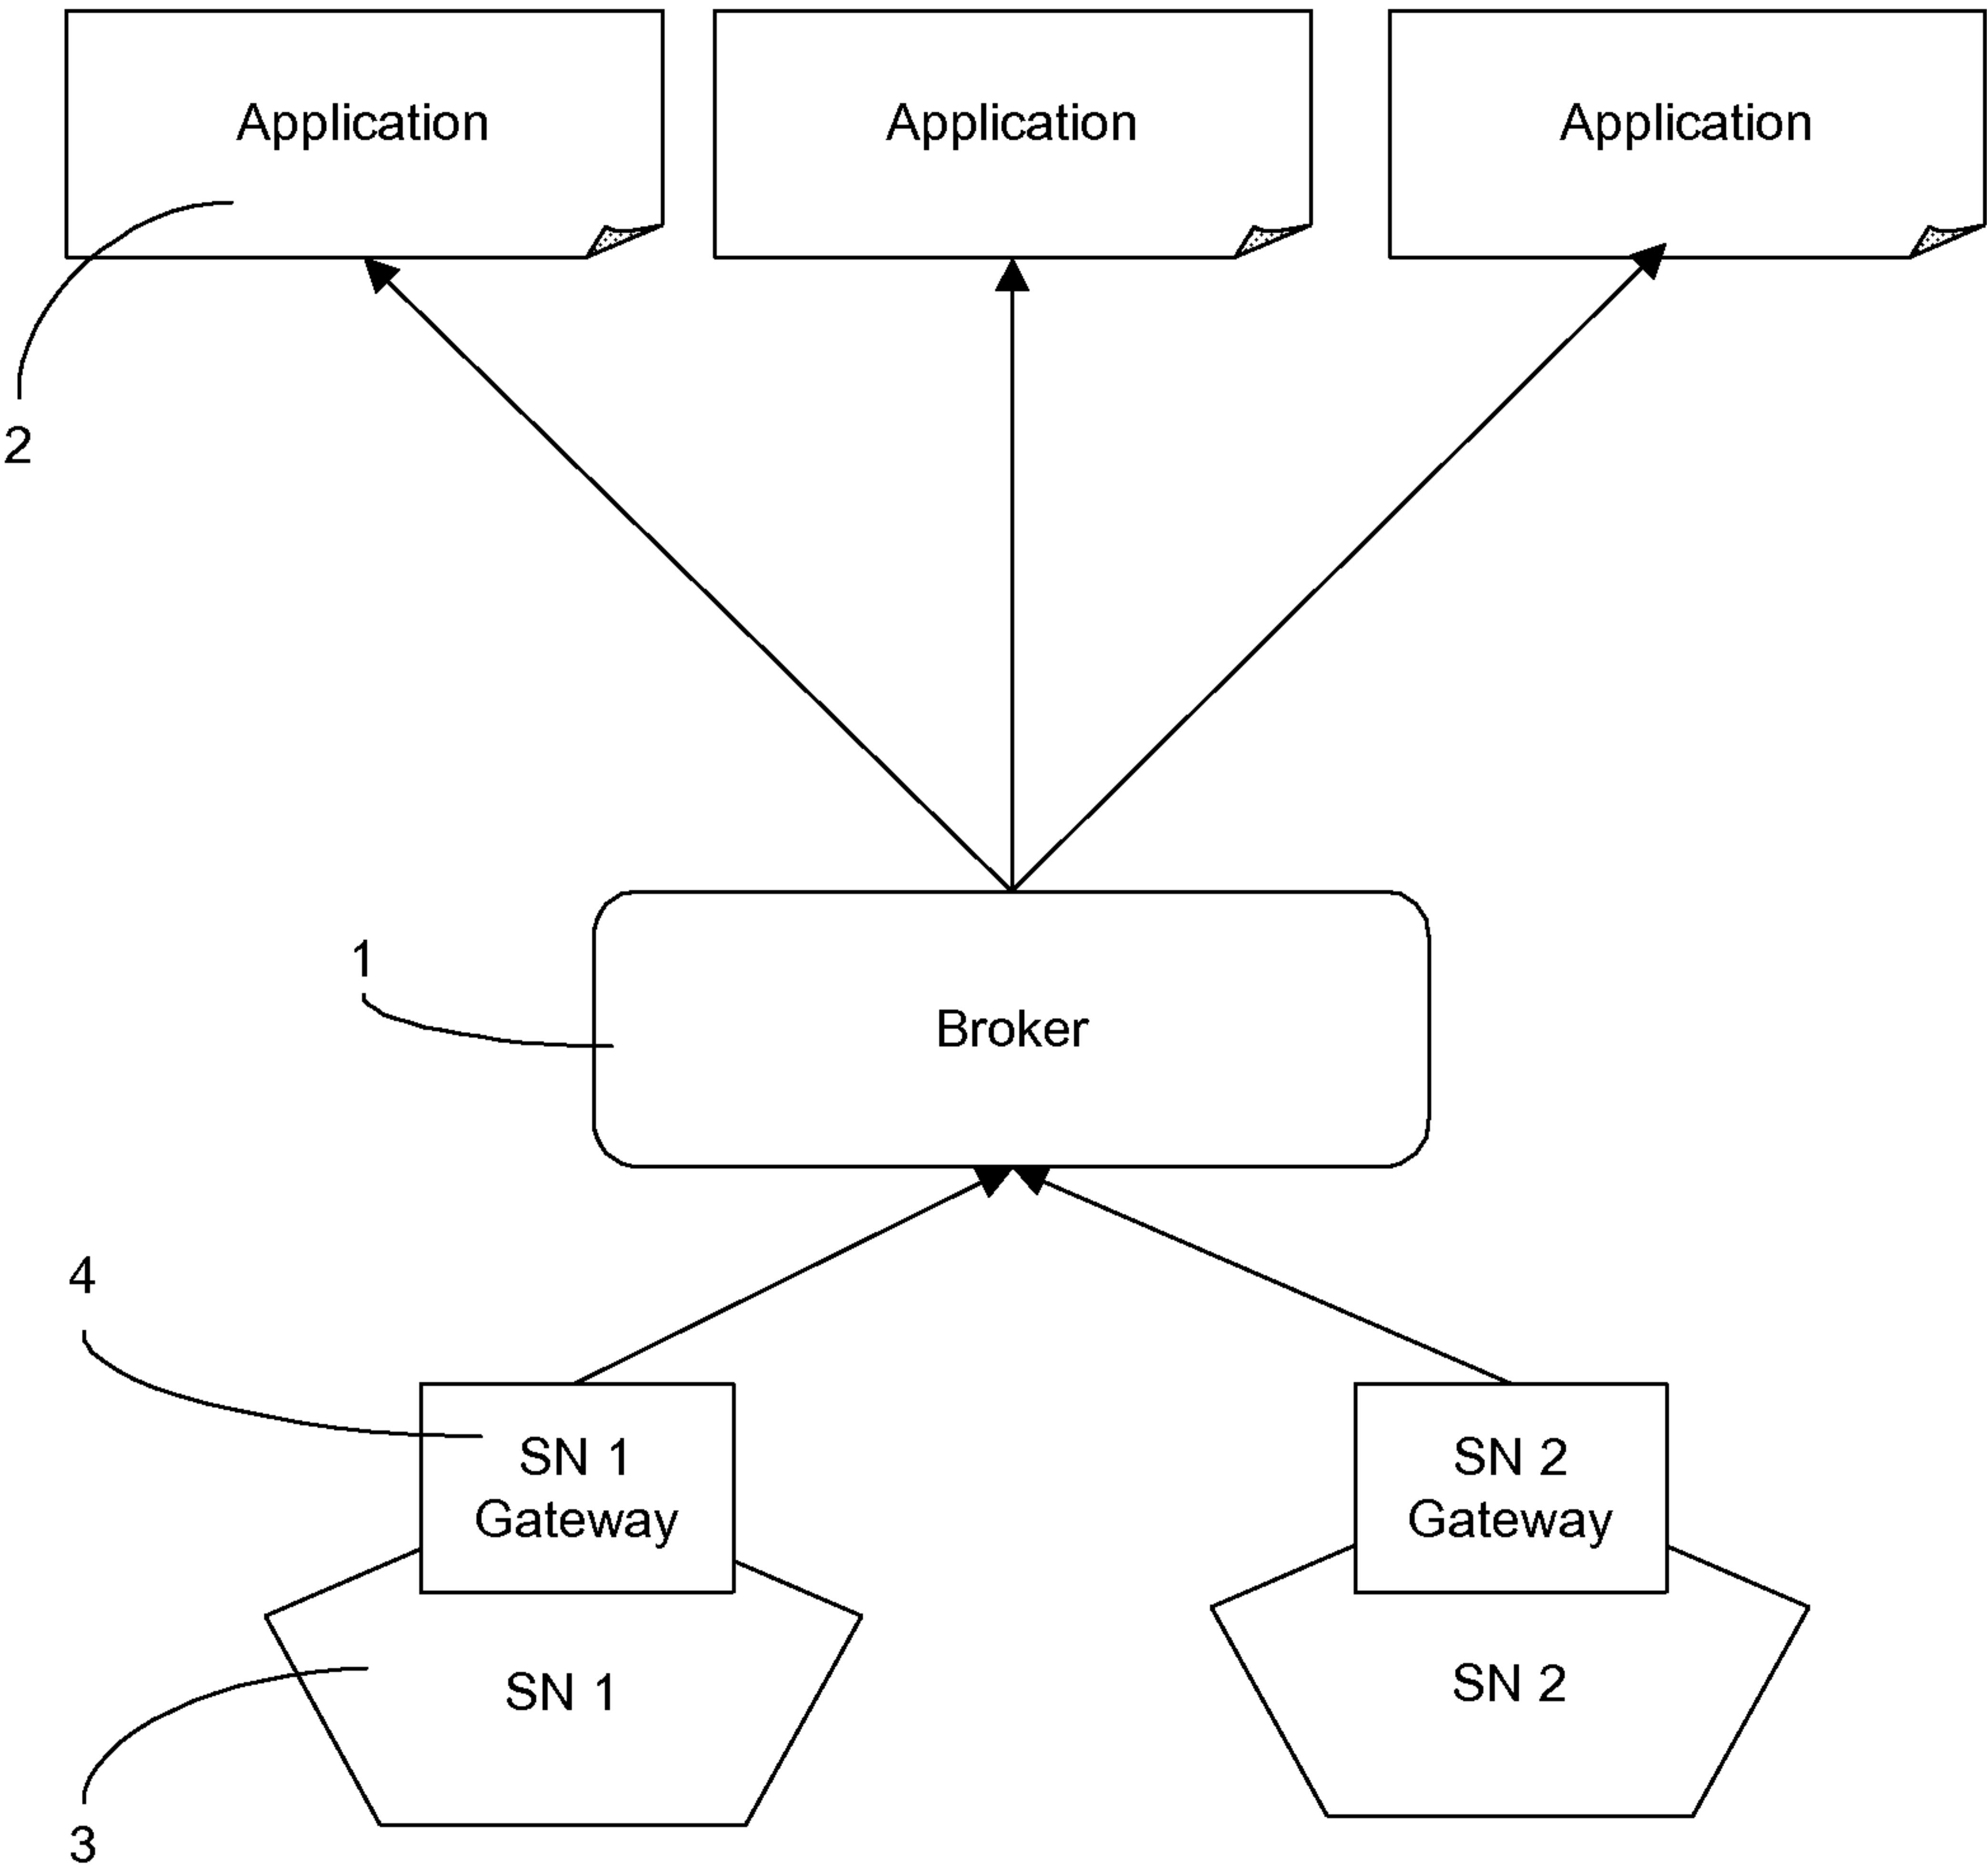 Application
Application
Application
2
1
Broker
4
SN 1
Gateway
SN 2
Gateway
SN 1
SN 2
3